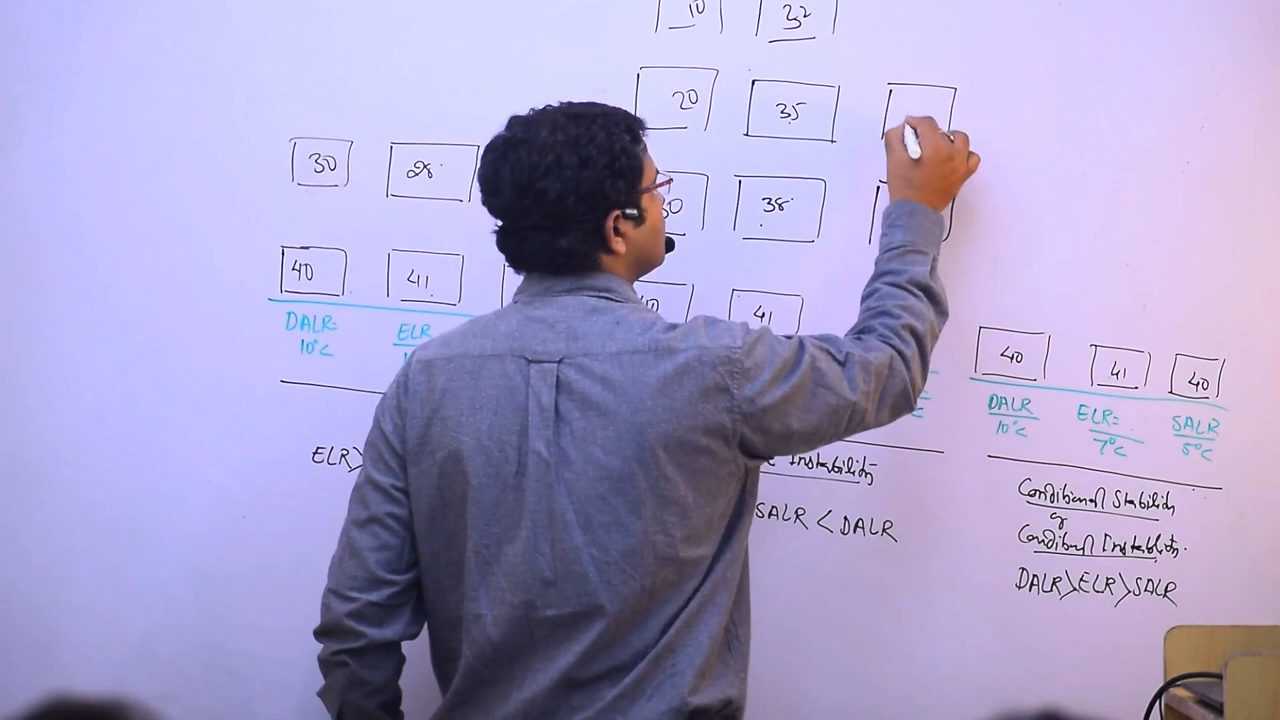 10 32
20 35
30 28
30 38
40 41
41
40 41 40
DALR= ELR
10°C
DALR ELR= SALR
10°C 7°C 5°C
ELR>
Instability
SALR < DALR
Conditional Stability
or
Conditional Instability.
DALR>ELR>SALR